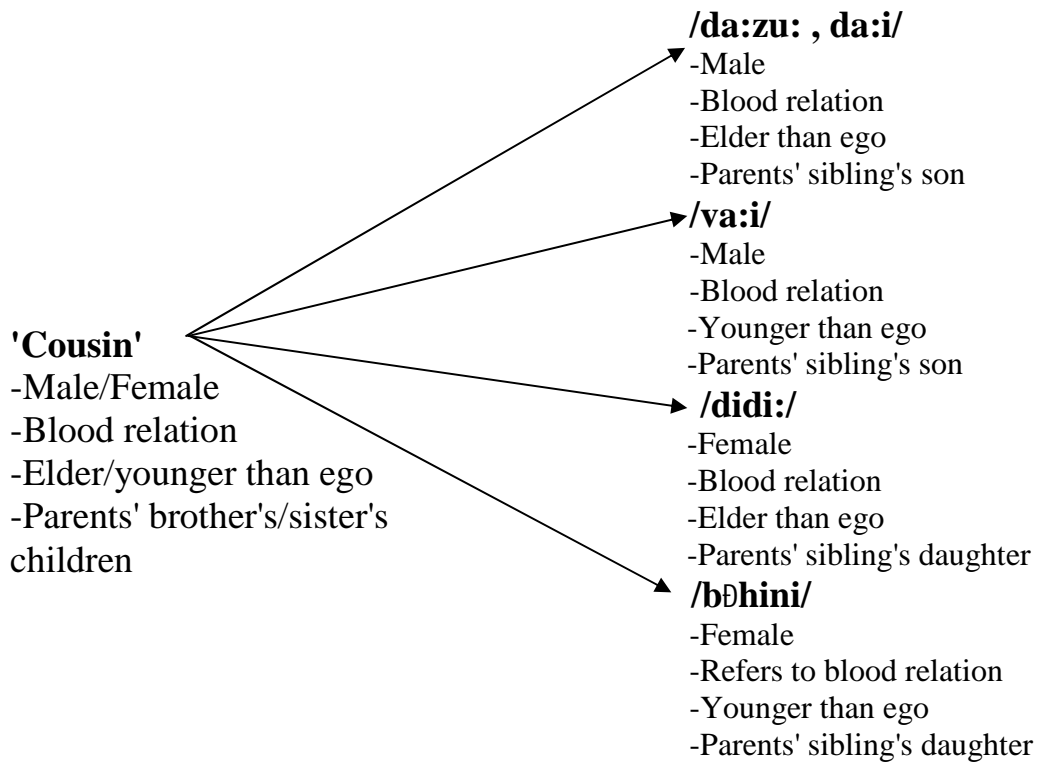 'Cousin'
-Male/Female
-Blood relation
-Elder/younger than ego
-Parents' brother's/sister's
children
/da:zu: , da:i/
-Male
-Blood relation
-Elder than ego
-Parents' sibling's son
/va:i/
-Male
-Blood relation
-Younger than ego
-Parents' sibling's son
/didi:/
-Female
-Blood relation
-Elder than ego
-Parents' sibling's daughter
/bÐhini/
-Female
-Refers to blood relation
-Younger than ego
-Parents' sibling's daughter